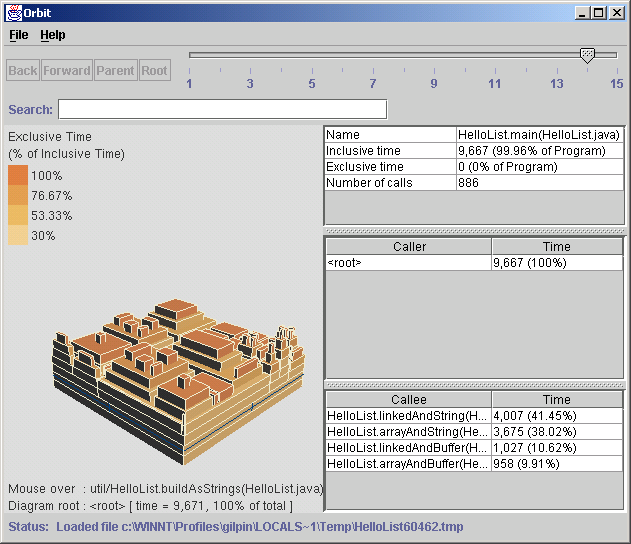 Orbit
File Help
Back Forward Parent Root
1 3 5 7 9 11 13 15
Search:
Exclusive Time
(% of Inclusive Time)
100%
76.67%
53.33%
30%
Name HelloList.main(HelloList.java)
Inclusive time 9,667 (99.96% of Program)
Exclusive time 0 (0% of Program)
Number of calls 886
Caller Time
<root> 9,667 (100%)
Callee Time
HelloList.linkedAndString(H... 4,007 (41.45%)
HelloList.arrayAndString(He... 3,675 (38.02%)
HelloList.linkedAndBuffer(H... 1,027 (10.62%)
HelloList.arrayAndBuffer(He... 958 (9.91%)
Mouse over : util/HelloList.buildAsStrings(HelloList.java)
Diagram root : <root> [ time = 9,671, 100% of total ]
Status: Loaded file c:\WINNT\Profiles\gilpin\LOCALS~1\Temp\HelloList60462.tmp